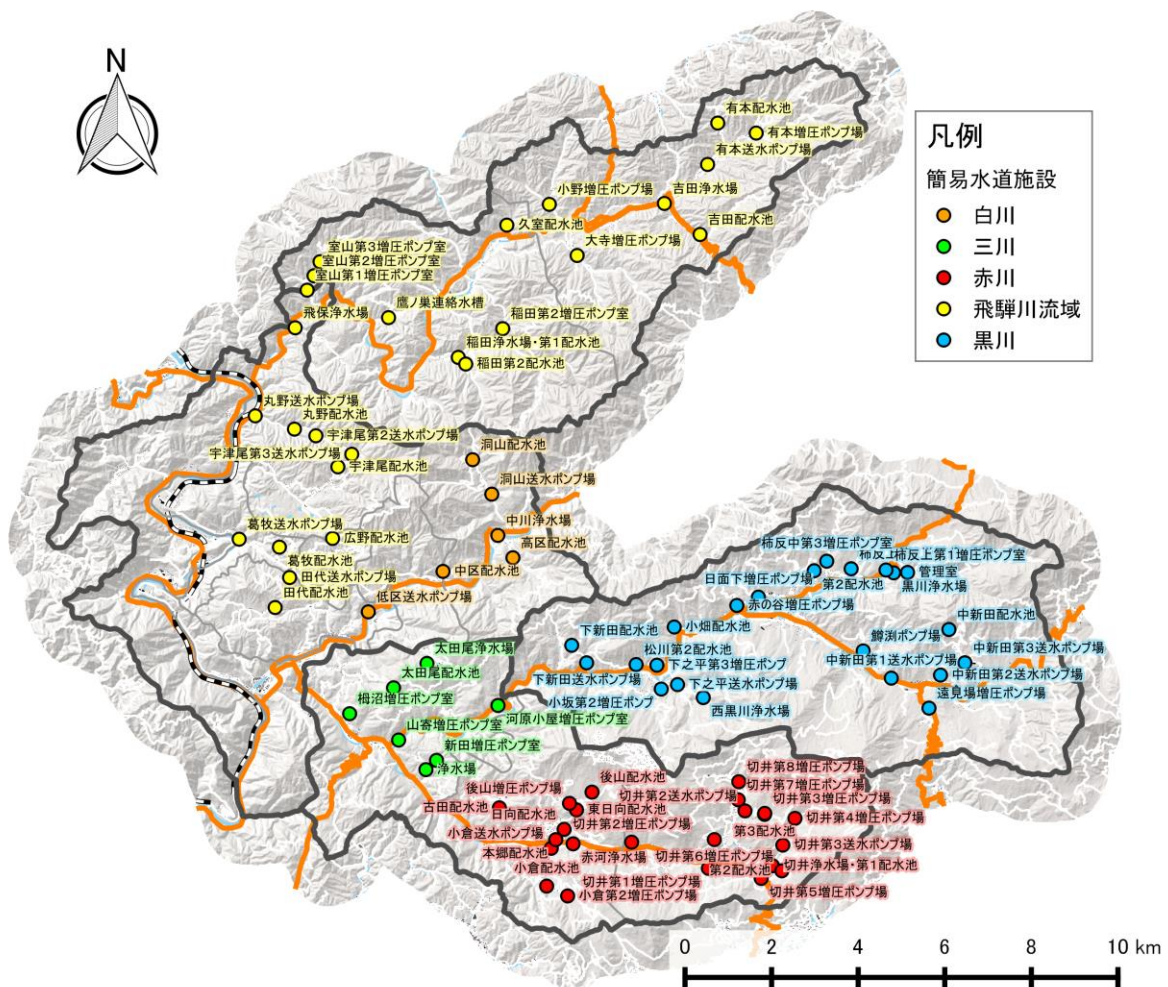 N
凡例
簡易水道施設
白川
三川
赤川
飛騨川流域
黒川
有本配水池
有本増圧ポンプ場
有本送水ポンプ場
小野増圧ポンプ場
吉田浄水場
久室配水池
吉田配水池
大寺増圧ポンプ場
室山第3増圧ポンプ室
室山第2増圧ポンプ室
室山第1増圧ポンプ室
飛保浄水場
鷹ノ巣連絡水槽
稲田第2増圧ポンプ室
稲田浄水場・第1配水池
稲田第2配水池
丸野送水ポンプ場
丸野配水池
宇津尾第2送水ポンプ場
宇津尾第3送水ポンプ場
宇津尾配水池
洞山配水池
洞山送水ポンプ場
葛牧送水ポンプ場
広野配水池
中川浄水場
高区配水池
葛牧配水池
中区配水池
田代送水ポンプ場
田代配水池
低区送水ポンプ場
柿反中第3増圧ポンプ室
柿反上
柿反上第1増圧ポンプ室
日面下増圧ポンプ場
第2配水池
管理室
黒川浄水場
赤の谷増圧ポンプ場
中新田配水池
下新田配水池
小畑配水池
鱒渕ポンプ場
中新田第3送水ポンプ場
松川第2配水池
中新田第1送水ポンプ場
下之平第3増圧ポンプ
下新田送水ポンプ場
中新田第2送水ポンプ場
下之平送水ポンプ場
小坂第2増圧ポンプ
西黒川浄水場
遠見場増圧ポンプ場
太田尾浄水場
太田尾配水池
栂沼増圧ポンプ室
山寄増圧ポンプ室
河原小屋増圧ポンプ室
新田増圧ポンプ室
浄水場
後山配水池
後山増圧ポンプ場
切井第8増圧ポンプ場
切井第7増圧ポンプ場
切井第2送水ポンプ場
切井第3増圧ポンプ場
古田配水池
日向配水池
東日向配水池
切井第4増圧ポンプ場
切井第2増圧ポンプ場
小倉送水ポンプ場
第3配水池
本郷配水池
赤河浄水場
切井第3送水ポンプ場
切井第6増圧ポンプ場
小倉配水池
第2配水池
切井浄水場・第1配水池
切井第1増圧ポンプ場
切井第5増圧ポンプ場
小倉第2増圧ポンプ場
0 2 4 6 8 10 km